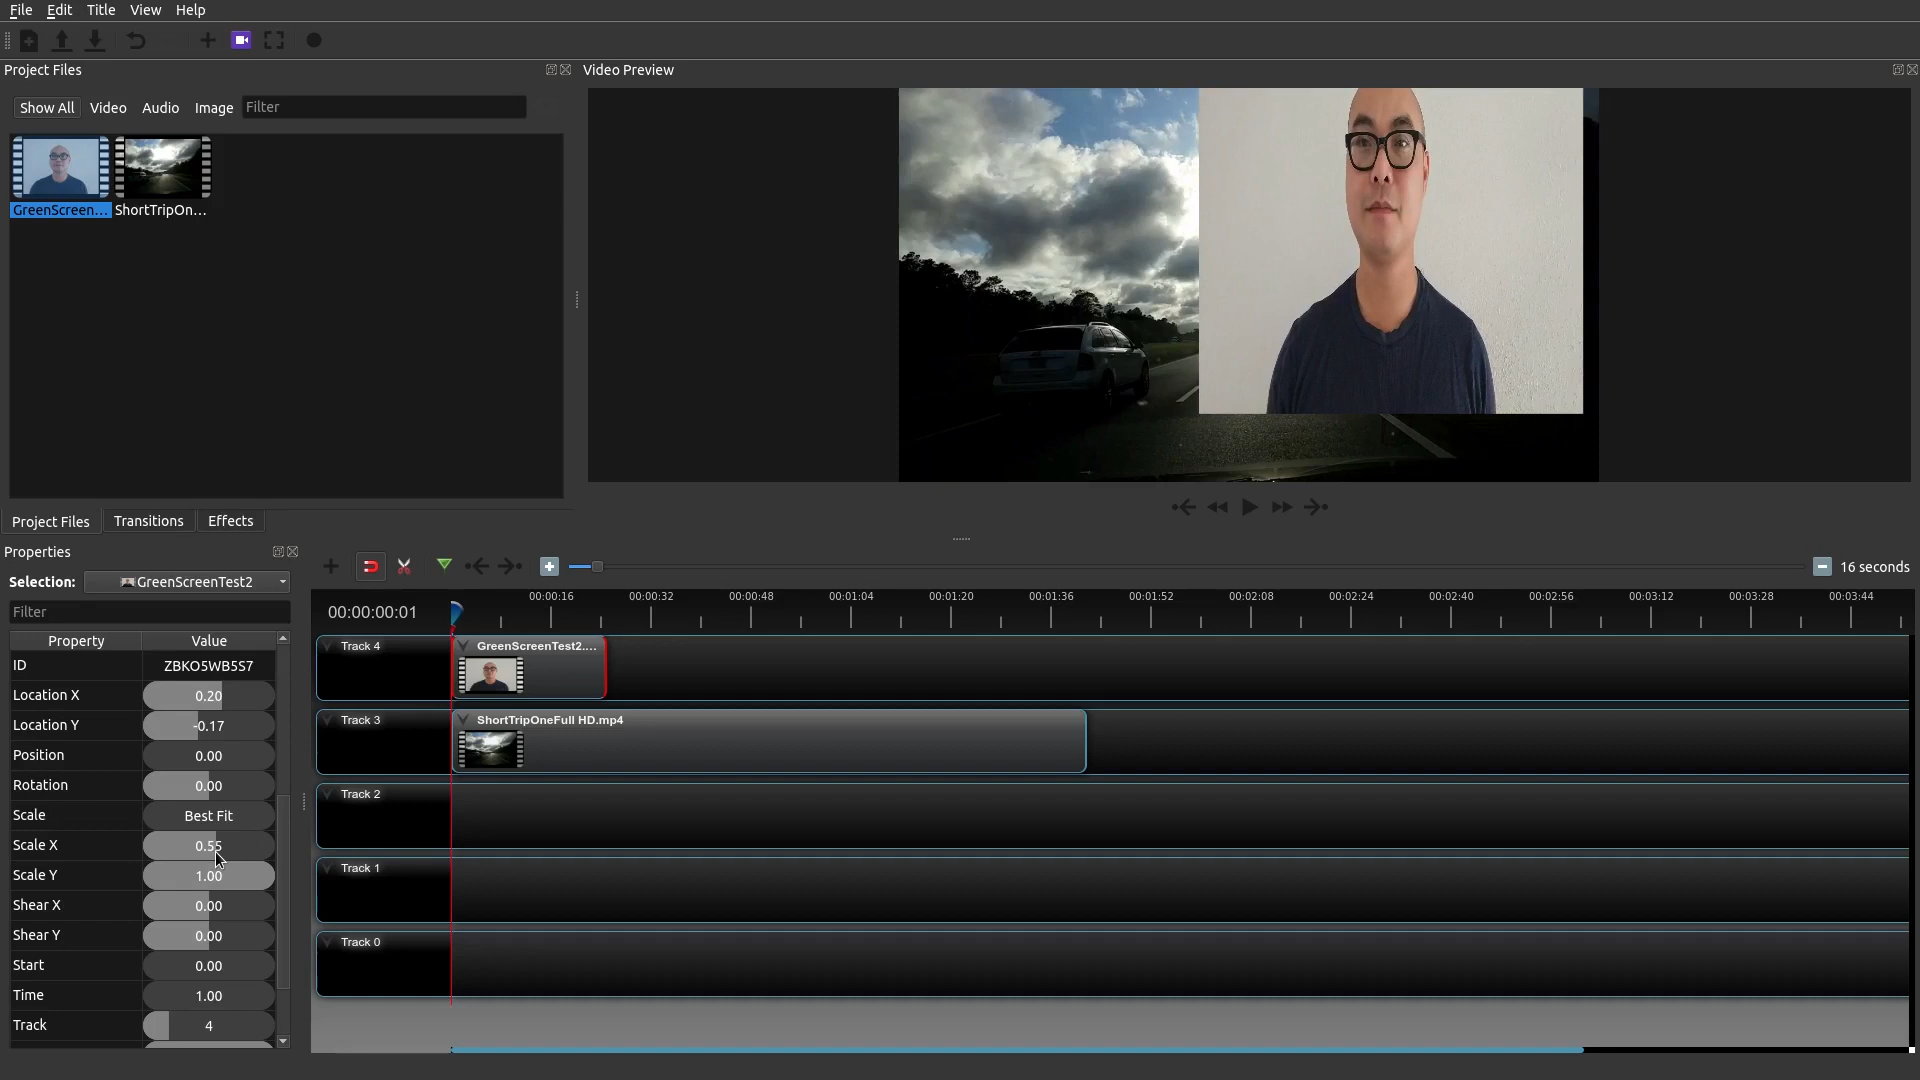 File Edit Title View Help
Project Files
Video Preview
Show All Video Audio Image Filter
GreenScreen... ShortTripOn...
Project Files Transitions Effects
Properties
Selection: GreenScreenTest2
Filter
Property Value
ID ZBKO5WB5S7
Location X 0.20
Location Y -0.17
Position 0.00
Rotation 0.00
Scale Best Fit
Scale X 0.55
Scale Y 1.00
Shear X 0.00
Shear Y 0.00
Start 0.00
Time 1.00
Track 4
16 seconds
00:00:00:01
00:00:16 00:00:32 00:00:48 00:01:04 00:01:20 00:01:36 00:01:52 00:02:08 00:02:24 00:02:40 00:02:56 00:03:12 00:03:28 00:03:44
Track 4 GreenScreenTest2....
Track 3 ShortTripOneFull HD.mp4
Track 2
Track 1
Track 0